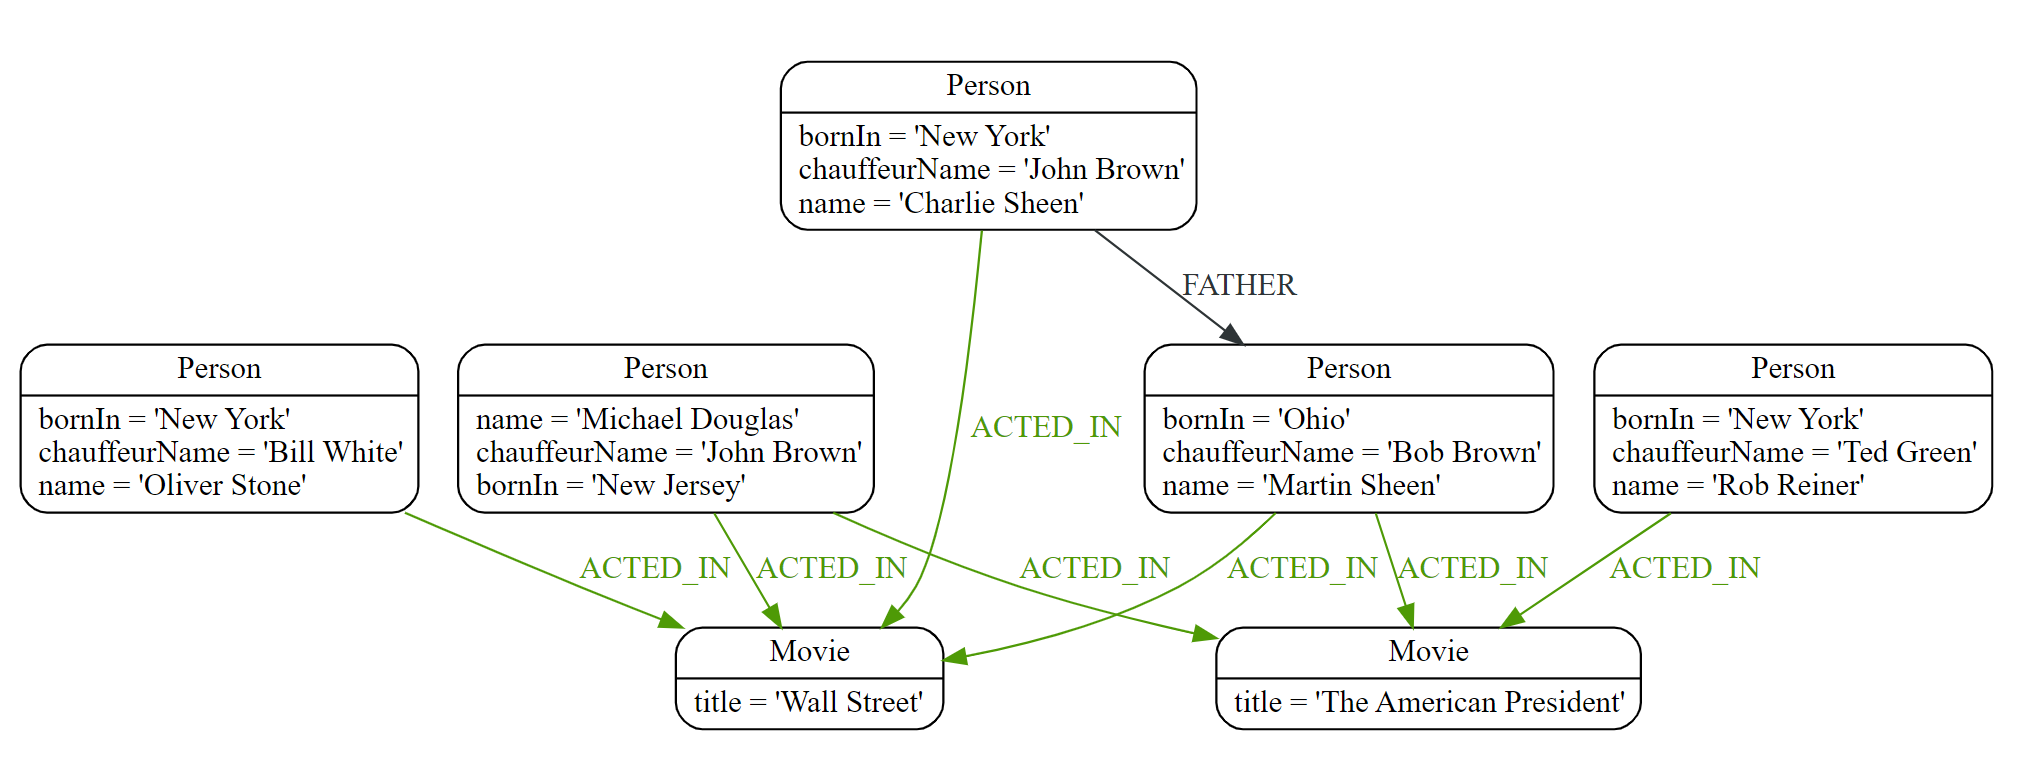 Person
bornIn = 'New York'
chauffeurName = 'John Brown'
name = 'Charlie Sheen'
FATHER
Person
bornIn = 'New York'
chauffeurName = 'Bill White'
name = 'Oliver Stone'
Person
name = 'Michael Douglas'
chauffeurName = 'John Brown'
bornIn = 'New Jersey'
ACTED_IN
Person
bornIn = 'Ohio'
chauffeurName = 'Bob Brown'
name = 'Martin Sheen'
Person
bornIn = 'New York'
chauffeurName = 'Ted Green'
name = 'Rob Reiner'
ACTED_IN
ACTED_IN
ACTED_IN
ACTED_IN
ACTED_IN
ACTED_IN
Movie
title = 'Wall Street'
Movie
title = 'The American President'